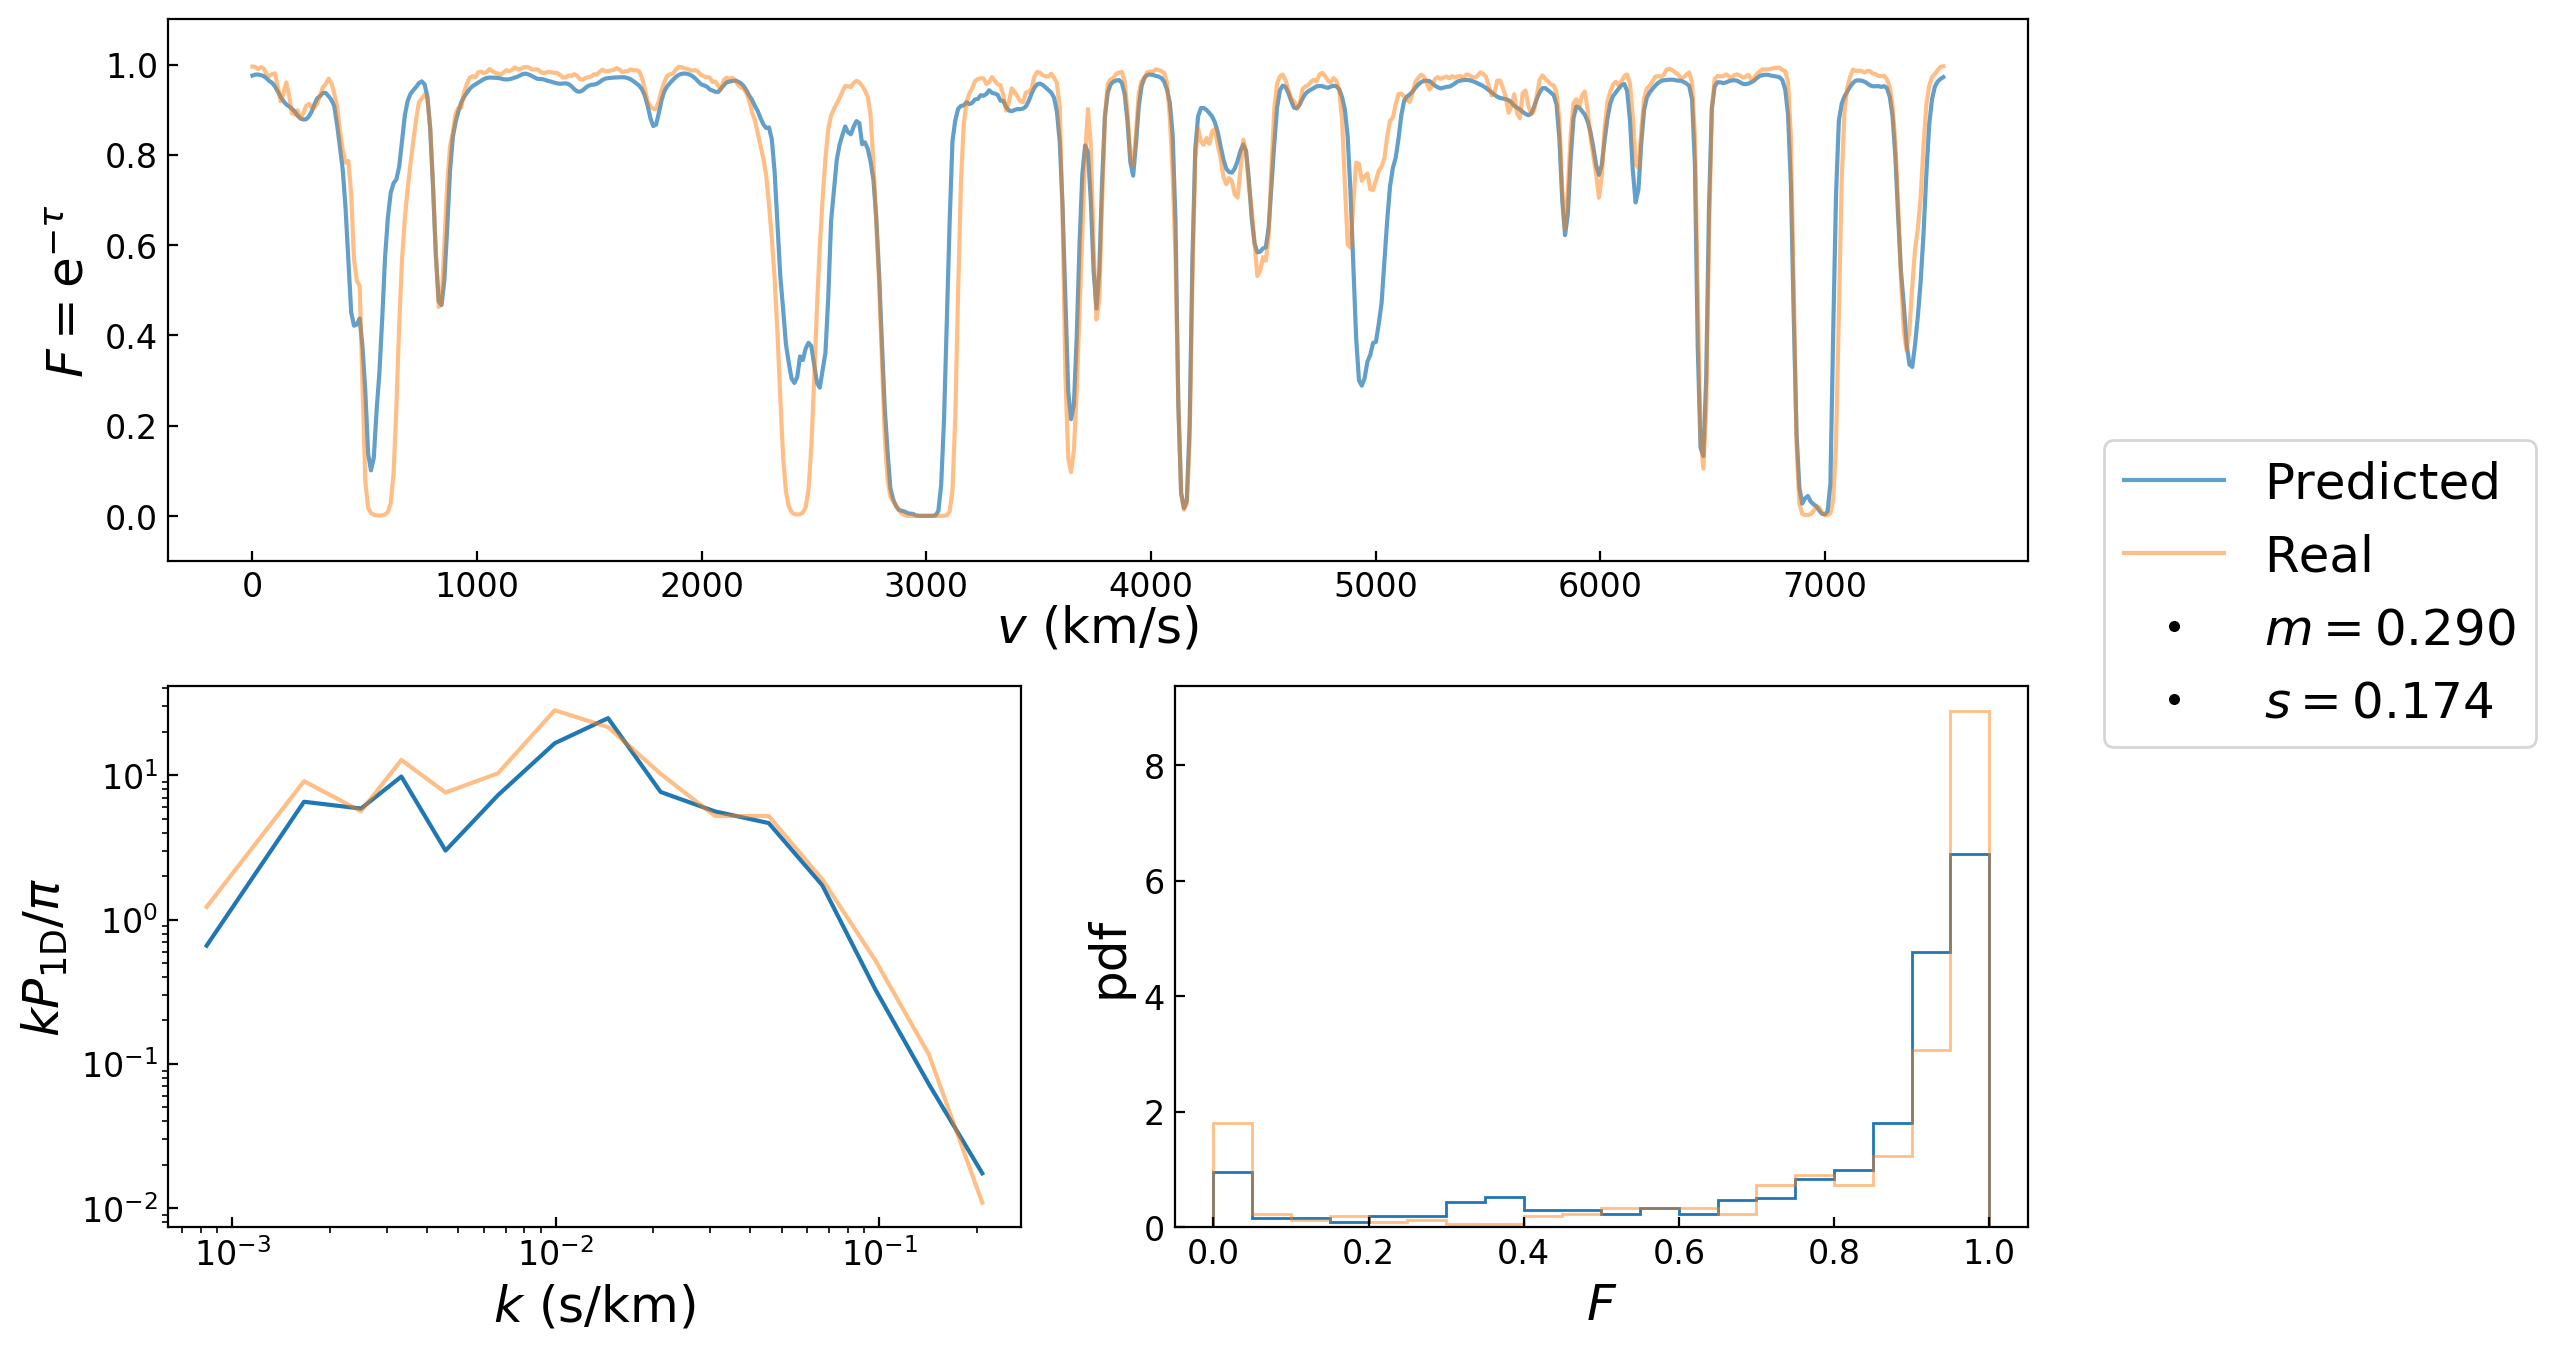 F = e^{−τ}
1.0
0.8
0.6
0.4
0.2
0.0
0 1000 2000 3000 4000 5000 6000 7000
v (km/s)
Predicted
Real
m = 0.290
s = 0.174
kP_{1D}/π
10^1
10^0
10^{−1}
10^{−2}
10^{−3} 10^{−2} 10^{−1}
k (s/km)
pdf
8
6
4
2
0
0.0 0.2 0.4 0.6 0.8 1.0
F